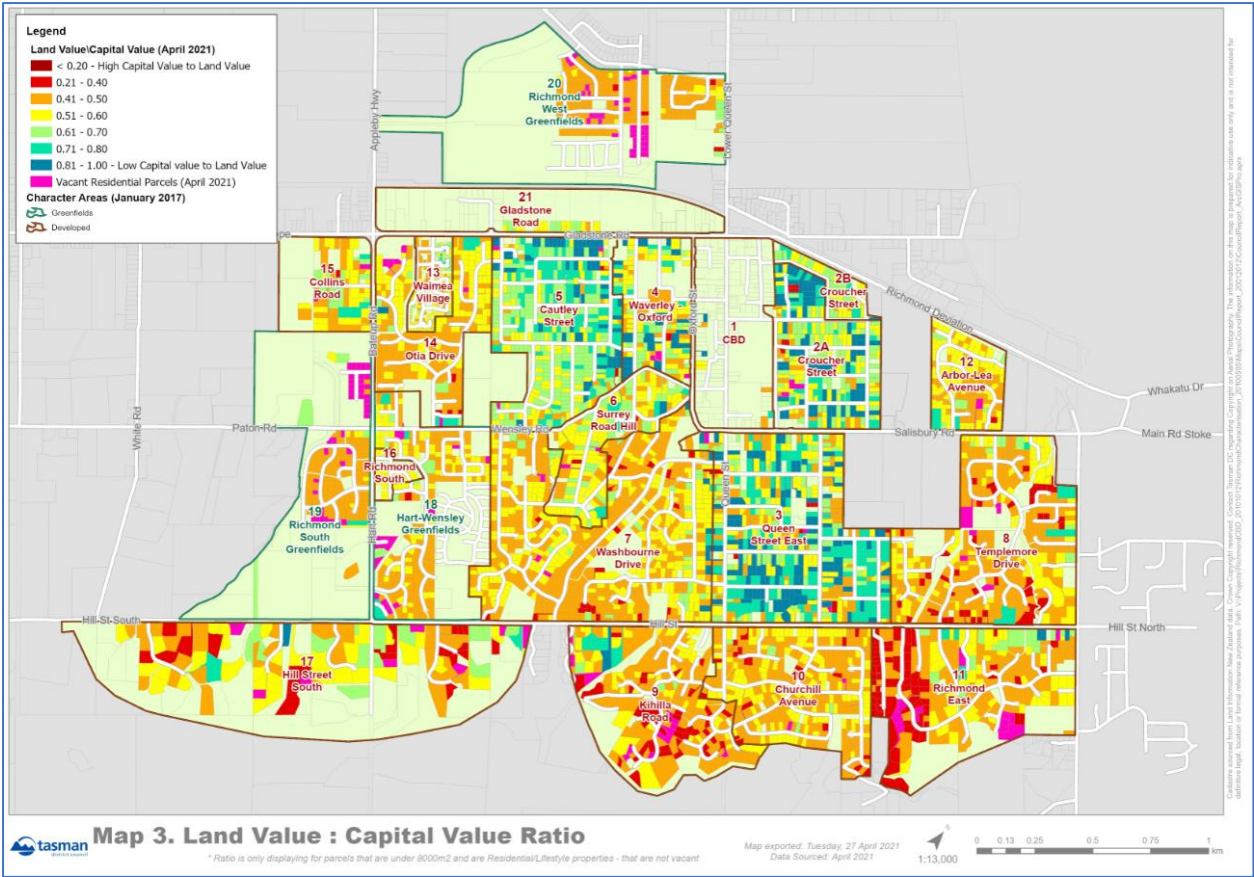 Legend
Land Value\Capital Value (April 2021)
< 0.20 - High Capital Value to Land Value
0.21 - 0.40
0.41 - 0.50
0.51 - 0.60
0.61 - 0.70
0.71 - 0.80
0.81 - 1.00 - Low Capital value to Land Value
Vacant Residential Parcels (April 2021)
Character Areas (January 2017)
Greenfields
Developed
Appleby Hwy
20
Richmond
West
Greenfields
Lower Queen St
21
Gladstone
Road
Gladstone Rd
15
Collins
Road
13
Waimea
Village
14
Otia Drive
Bateup Rd
5
Cautley
Street
4
Waverley
Oxford
Oxford St
1
CBD
2B
Croucher
Street
2A
Croucher
Street
Richmond Deviation
12
Arbor-Lea
Avenue
Whakatu Dr
White Rd
Paton Rd
Wensley Rd
6
Surrey
Road Hill
Salisbury Rd
Main Rd Stoke
16
Richmond
South
18
Hart-Wensley
Greenfields
Hart Rd
19
Richmond
South
Greenfields
7
Washbourne
Drive
Queen St
3
Queen
Street East
8
Templemore
Drive
Hill St South
Hill St
Hill St North
17
Hill Street
South
9
Kihilla
Road
10
Churchill
Avenue
11
Richmond
East
tasman
district council
Map 3. Land Value : Capital Value Ratio
* Ratio is only displaying for parcels that are under 8000m2 and are Residential/Lifestyle properties - that are not vacant
Map exported: Tuesday, 27 April 2021
Data Sourced: April 2021
1:13,000
0 0.13 0.25 0.5 0.75 1
km